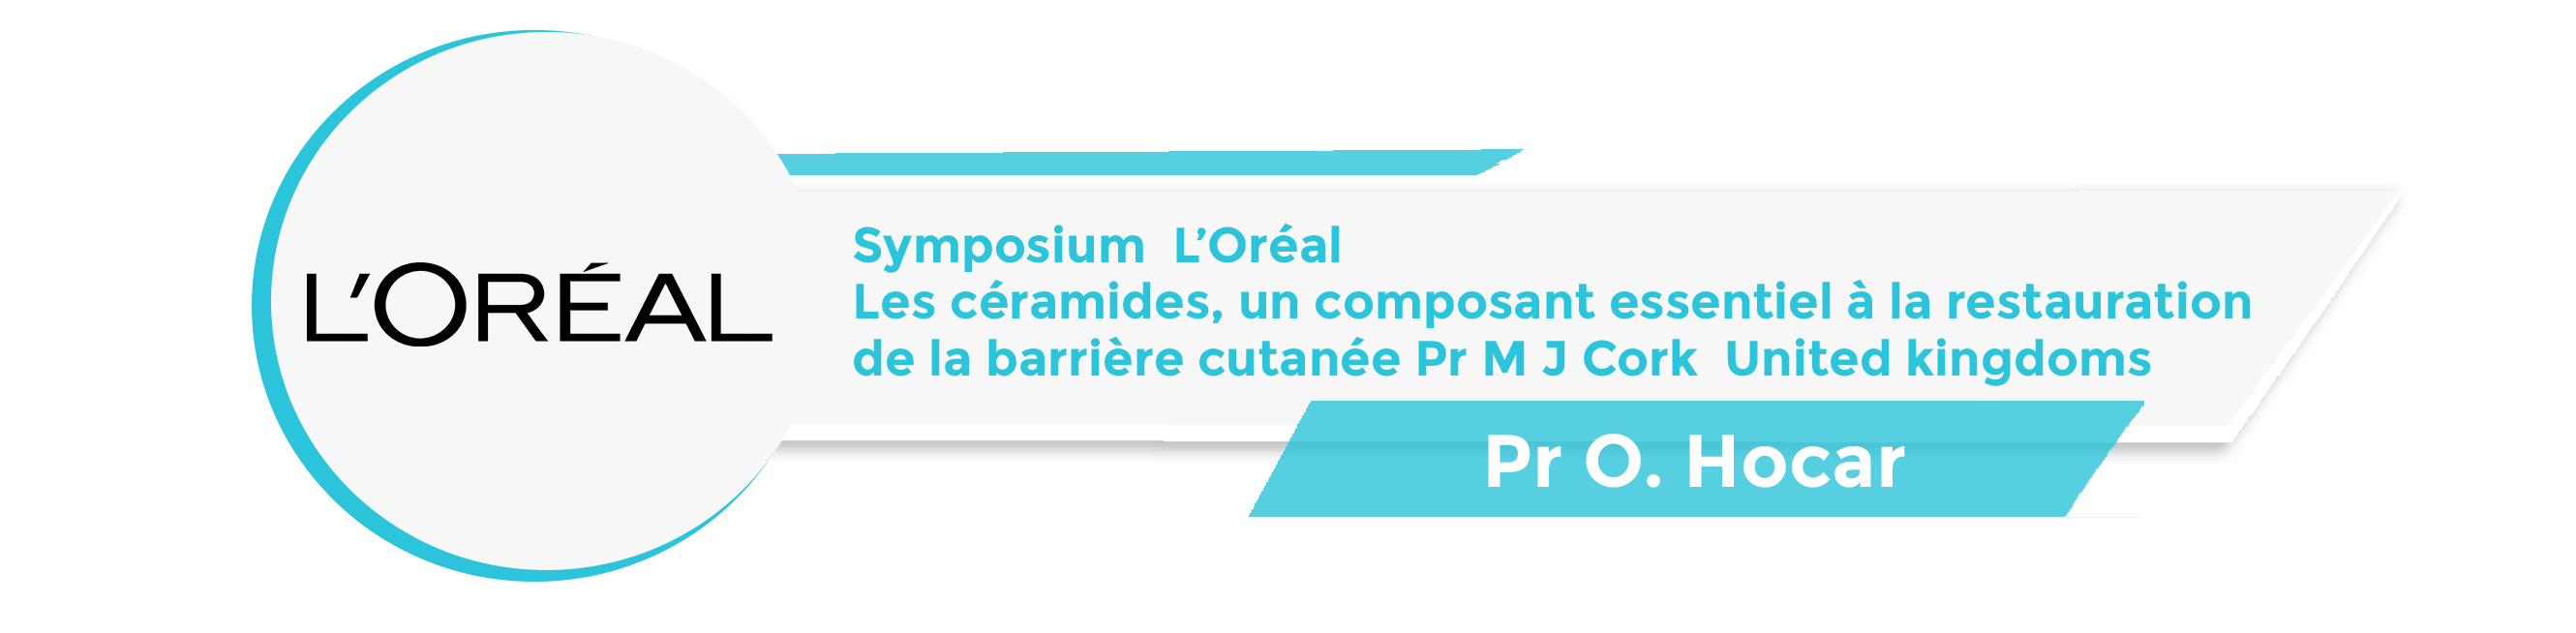 L'ORÉAL
Symposium L'Oréal
Les céramides, un composant essentiel à la restauration
de la barrière cutanée Pr M J Cork United kingdoms
Pr O. Hocar